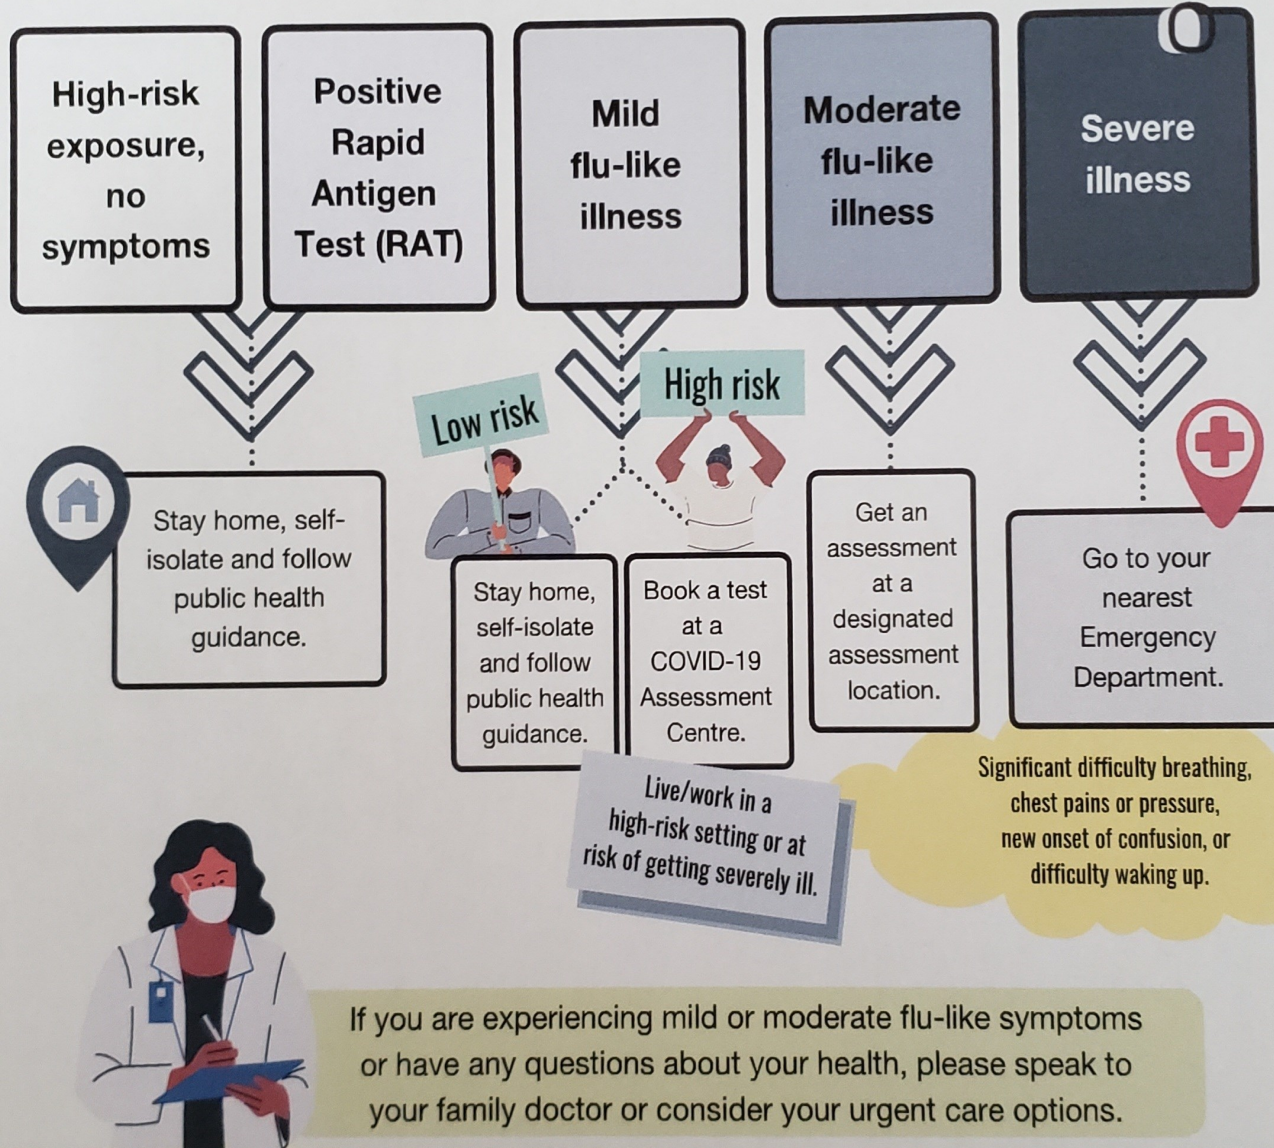 High-risk
exposure,
no
symptoms
Positive
Rapid
Antigen
Test (RAT)
Mild
flu-like
illness
Moderate
flu-like
illness
Severe
illness
Low risk
High risk
Stay home, self-
isolate and follow
public health
guidance.
Stay home,
self-isolate
and follow
public health
guidance.
Book a test
at a
COVID-19
Assessment
Centre.
Get an
assessment
at a
designated
assessment
location.
Go to your
nearest
Emergency
Department.
Live/work in a
high-risk setting or at
risk of getting severely ill.
Significant difficulty breathing,
chest pains or pressure,
new onset of confusion, or
difficulty waking up.
If you are experiencing mild or moderate flu-like symptoms
or have any questions about your health, please speak to
your family doctor or consider your urgent care options.